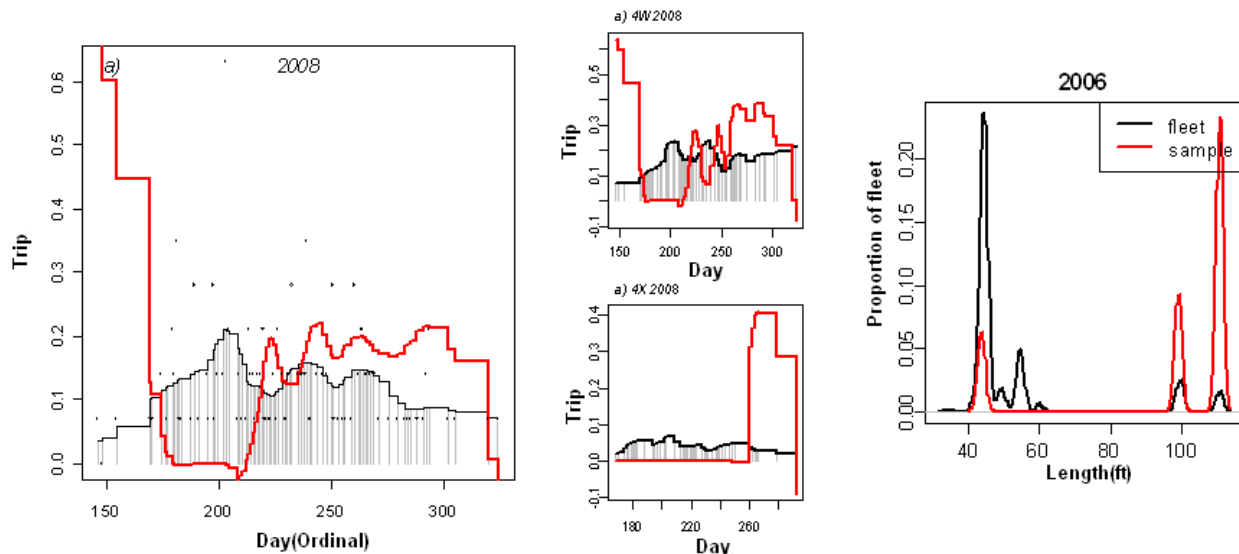 a) 2008
Trip
0.0 0.1 0.2 0.3 0.4 0.5 0.6
150 200 250 300
Day(Ordinal)
a) 4W 2008
Trip
-0.1 0.1 0.3 0.5
150 200 250 300
Day
a) 4X 2008
Trip
-0.1 0.0 0.1 0.2 0.3 0.4
180 220 260
Day
2006
fleet
sample
Proportion of fleet
0.00 0.05 0.10 0.15 0.20
40 60 80 100
Length(ft)